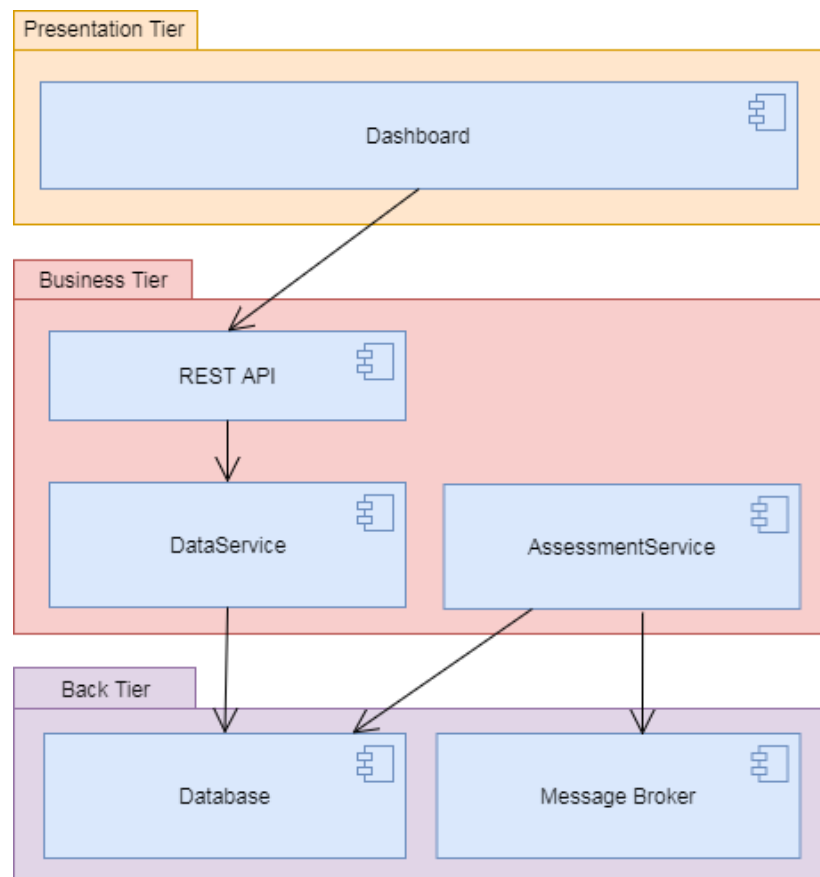 Presentation Tier
Dashboard
Business Tier
REST API
DataService
AssessmentService
Back Tier
Database
Message Broker